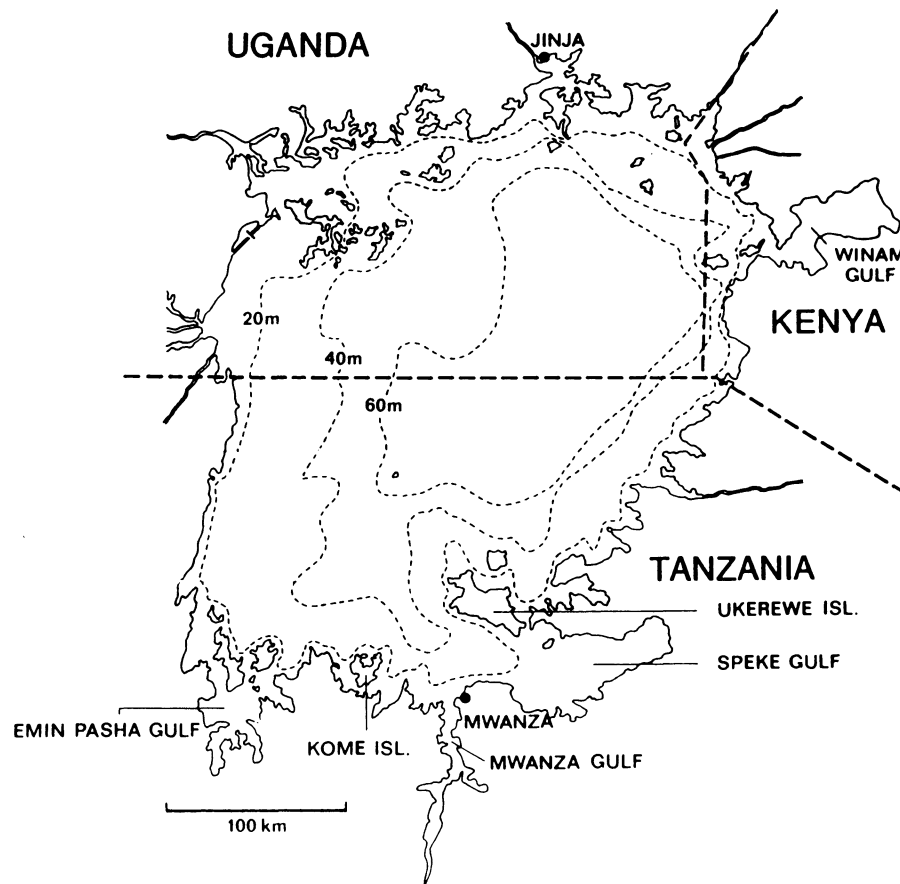 UGANDA
JINJA
WINAM
GULF
KENYA
20m
40m
60m
TANZANIA
UKEREWE ISL.
SPEKE GULF
EMIN PASHA GULF
KOME ISL.
MWANZA
MWANZA GULF
100 km